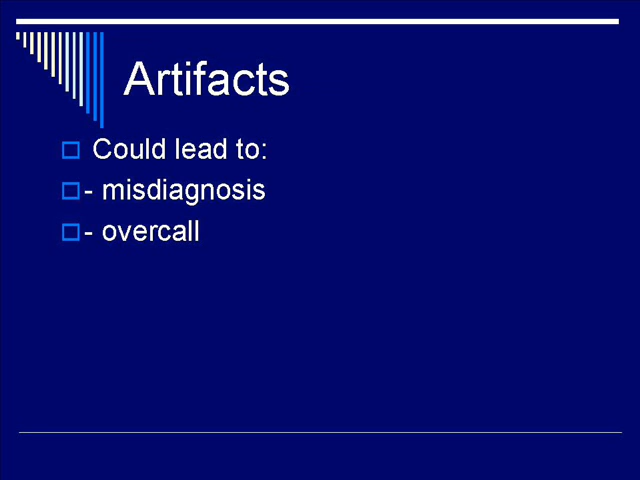 Artifacts
Could lead to:
- misdiagnosis
- overcall